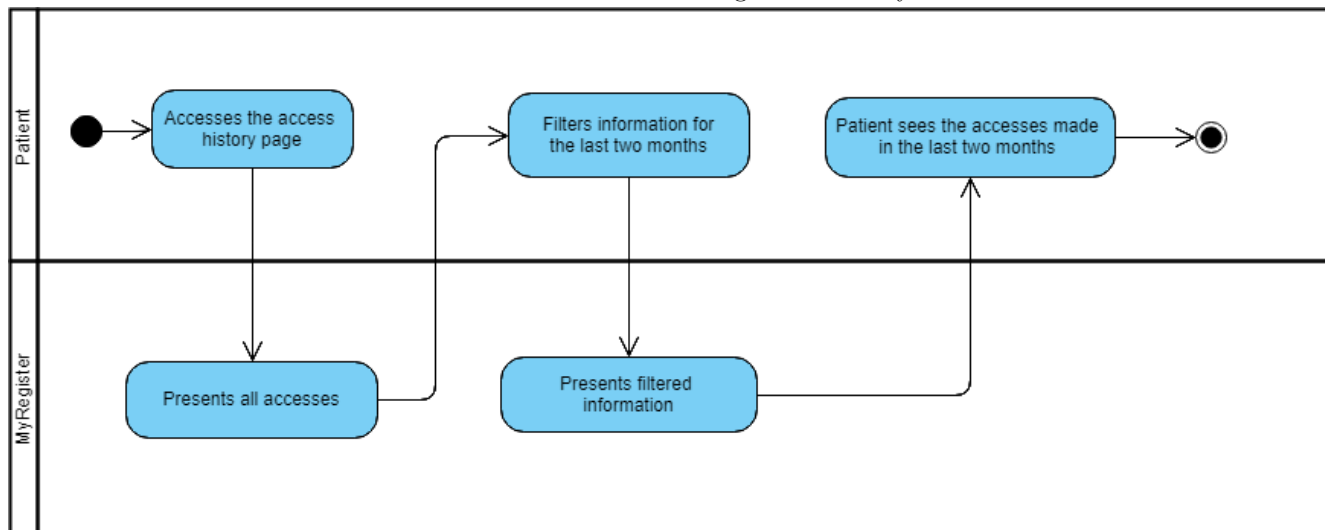 Patient
Accesses the access
history page
Filters information for
the last two months
Patient sees the accesses made
in the last two months
MyRegister
Presents all accesses
Presents filtered
information